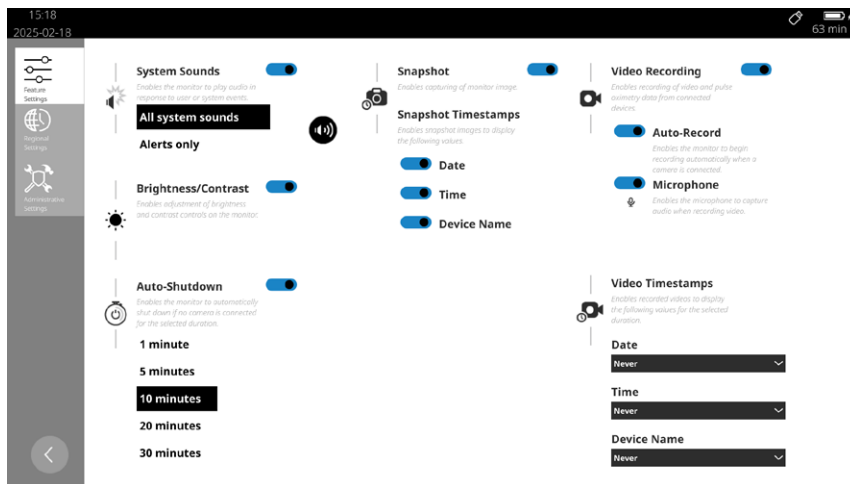 15:18
2025-02-18
63 min
Feature
Settings
Regional
Settings
Administrative
Settings
System Sounds
Enables the monitor to play audio in
response to user or system events.
All system sounds
Alerts only
Brightness/Contrast
Enables adjustment of brightness
and contrast controls on the monitor.
Auto-Shutdown
Enables the monitor to automatically
shut down if no camera is connected
for the selected duration.
1 minute
5 minutes
10 minutes
20 minutes
30 minutes
Snapshot
Enables capturing of monitor image.
Snapshot Timestamps
Enables snapshot images to display
the following values
Date
Time
Device Name
Video Recording
Enables recording of video and pulse
oximetry data from connected
devices.
Auto-Record
Enables the monitor to begin
recording automatically when a
camera is connected.
Microphone
Enables the microphone to capture
audio when recording video.
Video Timestamps
Enables recorded videos to display
the following values for the selected
duration.
Date
Never
Time
Never
Device Name
Never